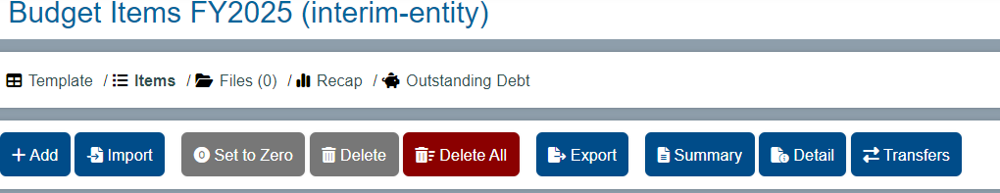 Budget Items FY2025 (interim-entity)
Template / Items / Files (0) / Recap / Outstanding Debt
+ Add Import 0 Set to Zero Delete Delete All Export Summary Detail Transfers